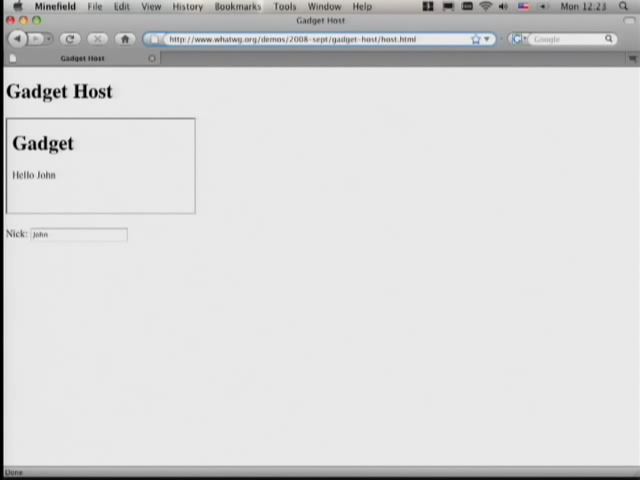 Minefield File Edit View History Bookmarks Tools Window Help Mon 12:23
Gadget Host
http://www.whatwg.org/demos/2008-sept/gadget-host/host.html Google
Gadget Host
Gadget Host
Gadget
Hello John
Nick: John
Done